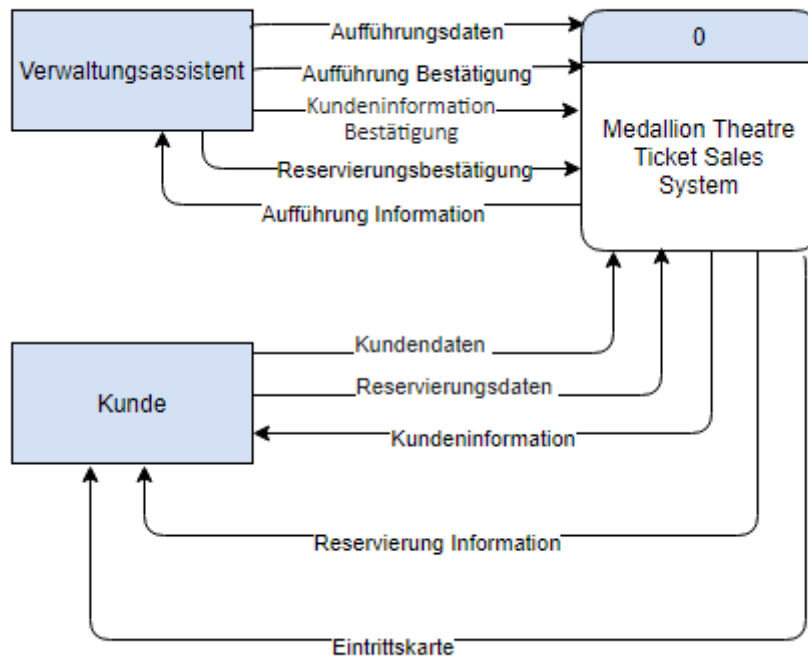 Verwaltungsassistent
Aufführungsdaten
Aufführung Bestätigung
Kundeninformation
Bestätigung
Reservierungsbestätigung
Aufführung Information
0
Medallion Theatre
Ticket Sales
System
Kunde
Kundendaten
Reservierungsdaten
Kundeninformation
Reservierung Information
Eintrittskarte